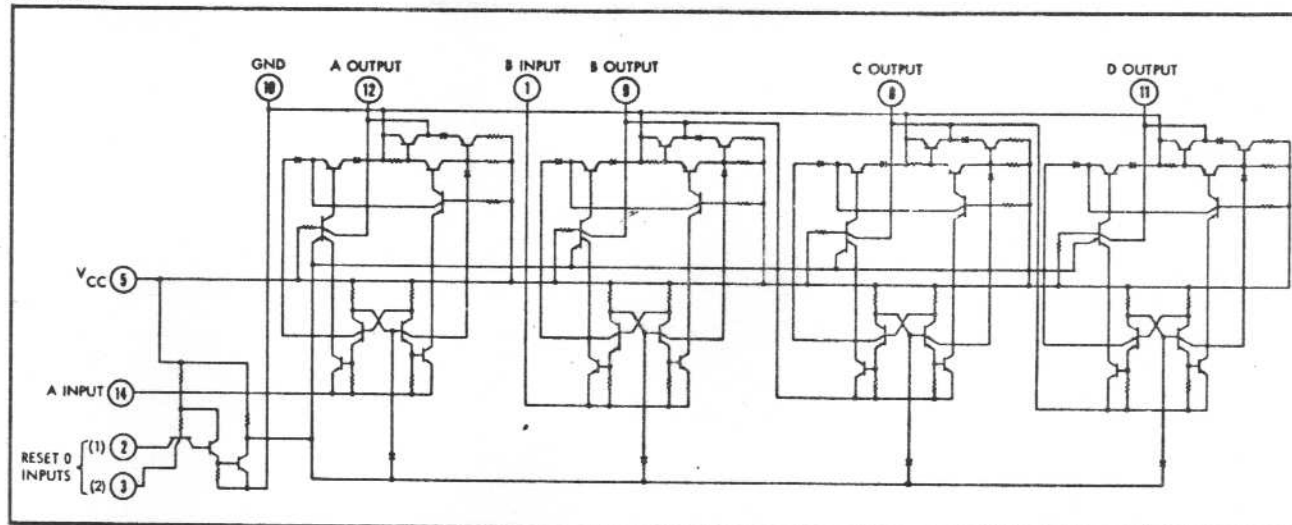 GND A OUTPUT B INPUT B OUTPUT C OUTPUT D OUTPUT
10 12 1 9 8 11
VCC 5
A INPUT 14
RESET 0 INPUTS
(1) 2
(2) 3